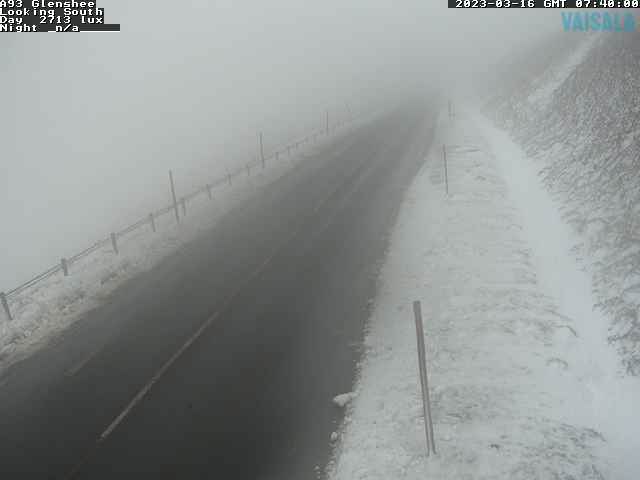 A93 Glenshee
Looking South
Day 2713 lux
Night n/a
2023-03-16 GMT 07:40:00
VAISALA